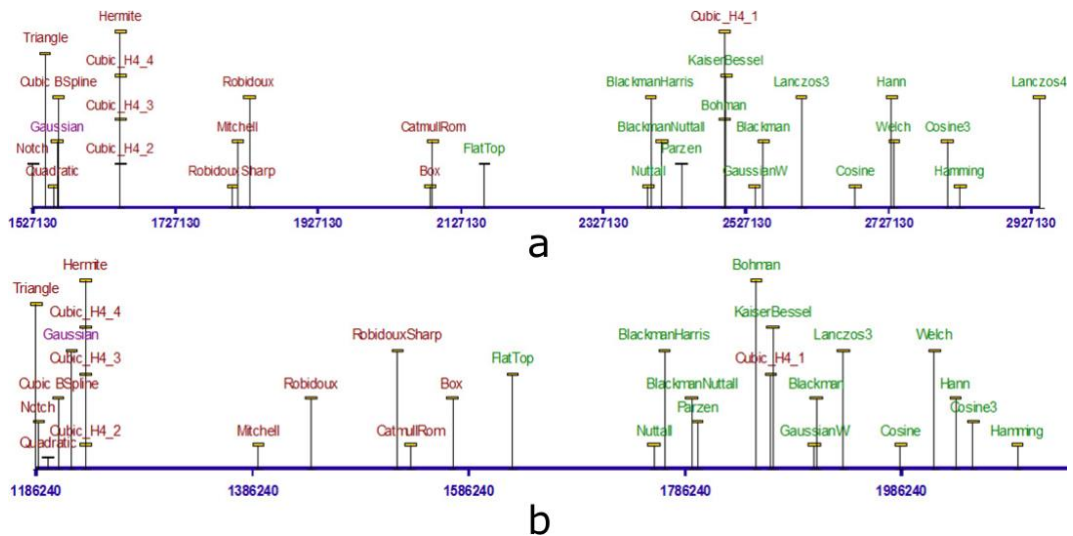 Hermite Cubic_H4_1
Triangle Cubic_H4_4 KaiserBessel
Cubic BSpline Robidoux BlackmanHarris Lanczos3 Hann Lanczos4
Cubic_H4_3 Bohman
Gaussian Mitchell CatmullRom BlackmanNuttall Blackman Welch Cosine3
Notch Cubic_H4_2 FlatTop Parzen
Quadratic RobidouxSharp Box Nuttall GaussianW Cosine Hamming
1527130 1727130 1927130 2127130 2327130 2527130 2727130 2927130
a
Hermite Bohman
Triangle Cubic_H4_4 KaiserBessel
Gaussian RobidouxSharp BlackmanHarris Lanczos3 Welch
Cubic_H4_3 FlatTop Cubic_H4_1
Cubic BSpline Robidoux Box BlackmanNuttall Blackman Hann
Notch Parzen Cosine3
Quadratic Cubic_H4_2 Mitchell CatmullRom Nuttall GaussianW Cosine Hamming
1186240 1386240 1586240 1786240 1986240
b